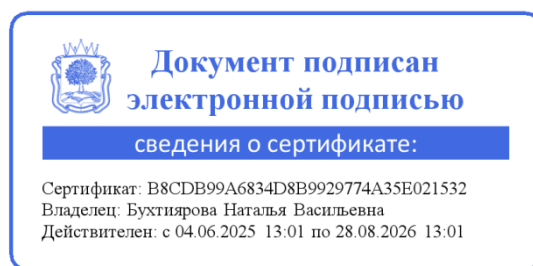 Документ подписан
электронной подписью
сведения о сертификате:
Сертификат: B8CDB99A6834D8B9929774A35E021532
Владелец: Бухтиярова Наталья Васильевна
Действителен: с 04.06.2025 13:01 по 28.08.2026 13:01